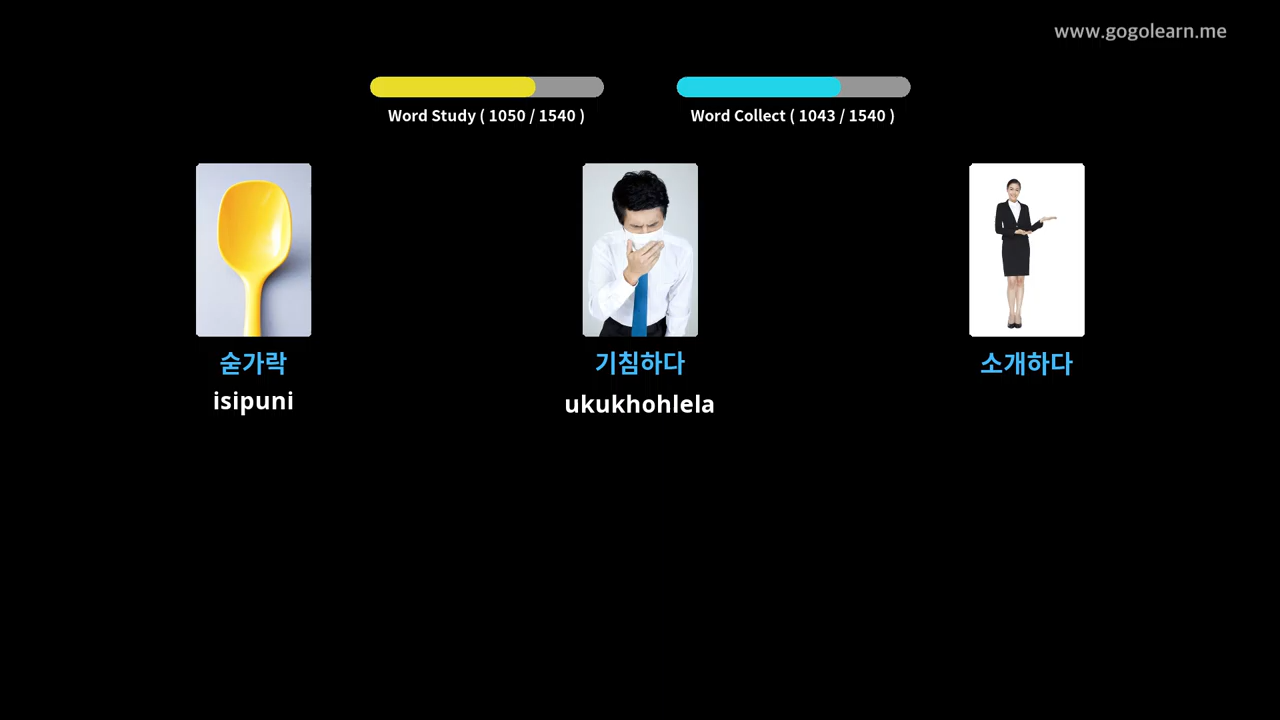 www.gogolearn.me
Word Study ( 1050 / 1540 )
Word Collect ( 1043 / 1540 )
숟가락
기침하다
소개하다
isipuni
ukukhohlela